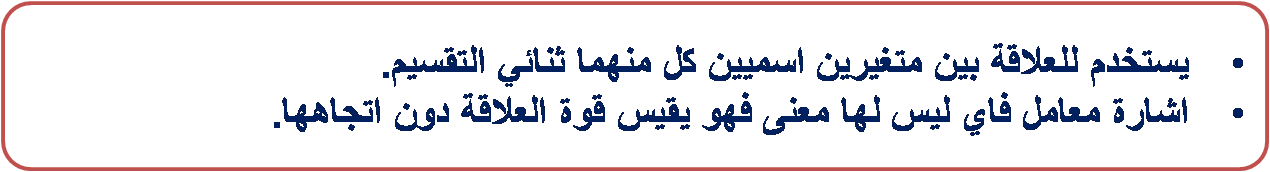 • يستخدم للعلاقة بين متغيرين اسميين كل منهما ثنائي التقسيم.
• اشارة معامل فاي ليس لها معنى فهو يقيس قوة العلاقة دون اتجاهها.